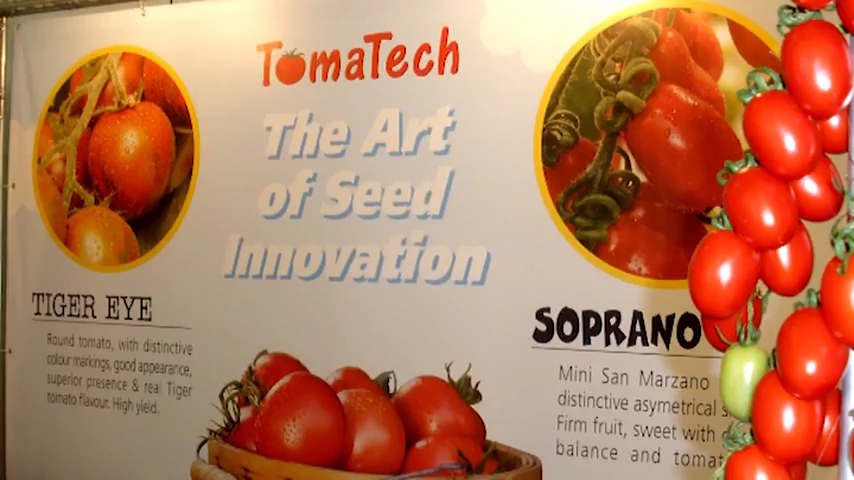 TomaTech
The Art
of Seed
Innovation
TIGER EYE
Round tomato, with distinctive
colour markings, good appearance,
superior presence & real Tiger
tomato flavour. High yield.
SOPRANO
Mini San Marzano
distinctive asymetrical
Firm fruit, sweet with
balance and